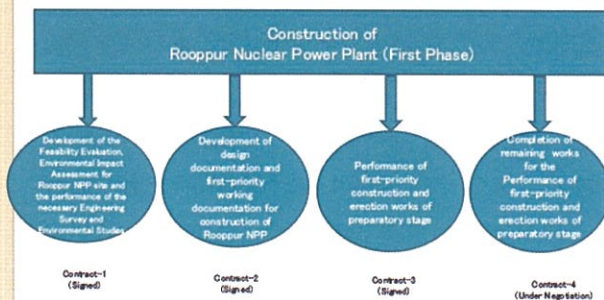 Construction of
Rooppur Nuclear Power Plant (First Phase)
Development of the
Feasibility Evaluation,
Environmental Impact
Assessment for
Rooppur NPP site and
the performance of the
necessary Engineering
Survey and
Environmental Studies
Development of
design
documentation and
first-priority
working
documentation for
construction of
Rooppur NPP
Performance of
first-priority
construction and
erection works of
preparatory stage
Completion of
remaining works
for the
Performance of
first-priority
construction and
erection works of
preparatory stage
Contract-1
(Signed)
Contract-2
(Signed)
Contract-3
(Signed)
Contract-4
(Under Negotiation)